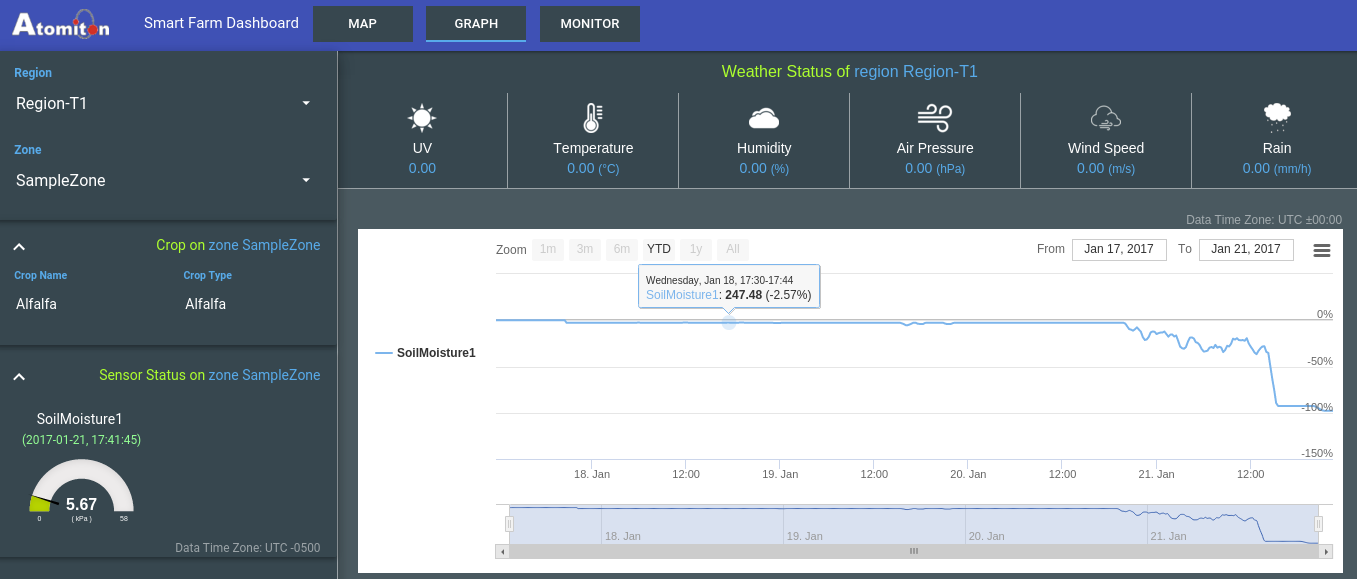 Atomiton
Smart Farm Dashboard
MAP
GRAPH
MONITOR
Region
Region-T1
Zone
SampleZone
Crop on zone SampleZone
Crop Name Crop Type
Alfalfa Alfalfa
Sensor Status on zone SampleZone
SoilMoisture1
(2017-01-21, 17:41:45)
5.67
0 ( kPa ) 58
Data Time Zone: UTC -0500
Weather Status of region Region-T1
UV
0.00
Temperature
0.00 (°C)
Humidity
0.00 (%)
Air Pressure
0.00 (hPa)
Wind Speed
0.00 (m/s)
Rain
0.00 (mm/h)
Data Time Zone: UTC ±00:00
Zoom 1m 3m 6m YTD 1y All
From Jan 17, 2017 To Jan 21, 2017
Wednesday, Jan 18, 17:30-17:44
SoilMoisture1: 247.48 (-2.57%)
SoilMoisture1
0%
-50%
-100%
-150%
18. Jan 12:00 19. Jan 12:00 20. Jan 12:00 21. Jan 12:00
18. Jan 19. Jan 20. Jan 21. Jan